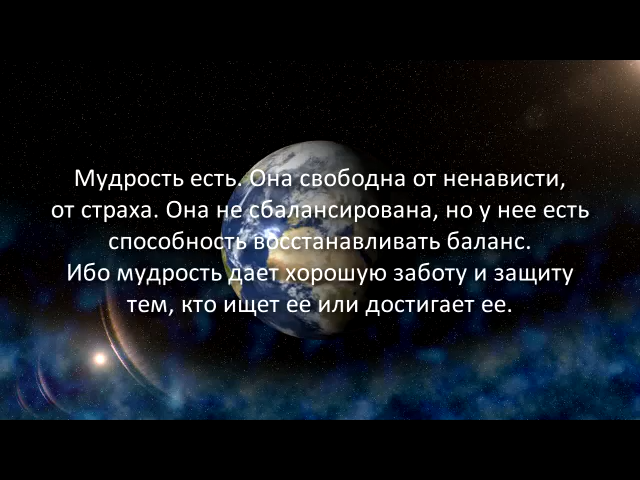 Мудрость есть. Она свободна от ненависти,
от страха. Она не сбалансирована, но у нее есть
способность восстанавливать баланс.
Ибо мудрость дает хорошую заботу и защиту
тем, кто ищет ее или достигает ее.